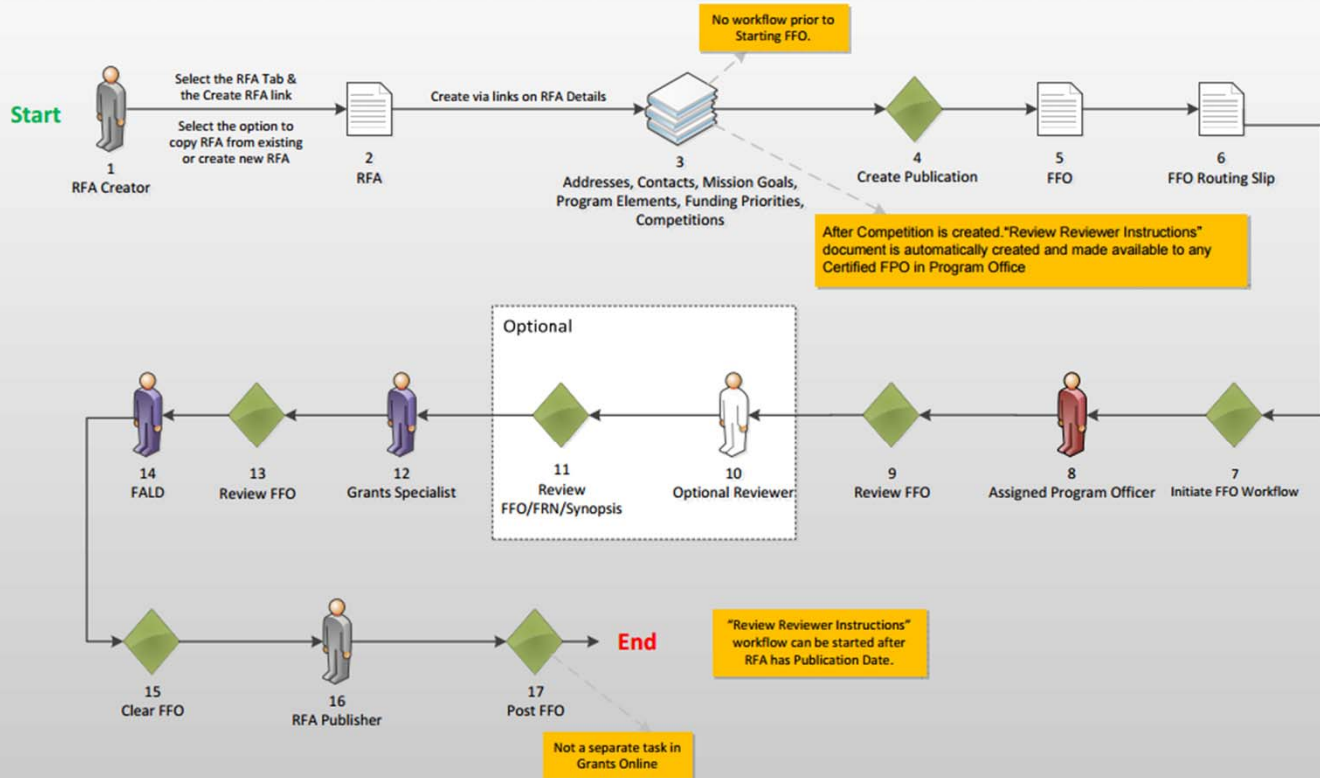 No workflow prior to
Starting FFO.
Start
Select the RFA Tab &
the Create RFA link
Select the option to
copy RFA from existing
or create new RFA
Create via links on RFA Details
1
RFA Creator
2
RFA
3
Addresses, Contacts, Mission Goals,
Program Elements, Funding Priorities,
Competitions
4
Create Publication
5
FFO
6
FFO Routing Slip
After Competition is created."Review Reviewer Instructions"
document is automatically created and made available to any
Certified FPO in Program Office
Optional
14
FALD
13
Review FFO
12
Grants Specialist
11
Review
FFO/FRN/Synopsis
10
Optional Reviewer
9
Review FFO
8
Assigned Program Officer
7
Initiate FFO Workflow
15
Clear FFO
16
RFA Publisher
17
Post FFO
End
"Review Reviewer Instructions"
workflow can be started after
RFA has Publication Date.
Not a separate task in
Grants Online